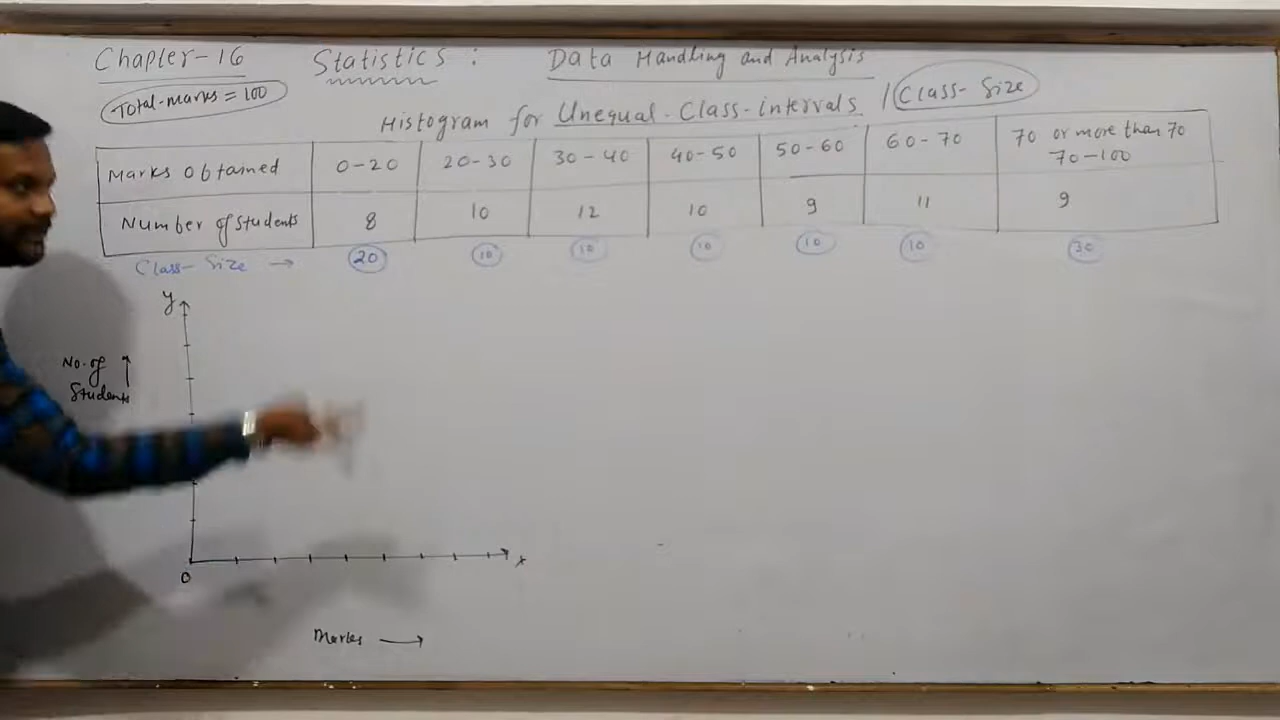 Chapter-16 Statistics : Data Handling and Analysis
Total-marks = 100
Histogram for Unequal-Class-intervals / Class-Size
Marks Obtained 0-20 20-30 30-40 40-50 50-60 60-70 70 or more than 70
70-100
Number of Students 8 10 12 10 9 11 9
Class-Size → 20 10 10 10 10 10 30
y
No. of
Students
x
0
Marks →